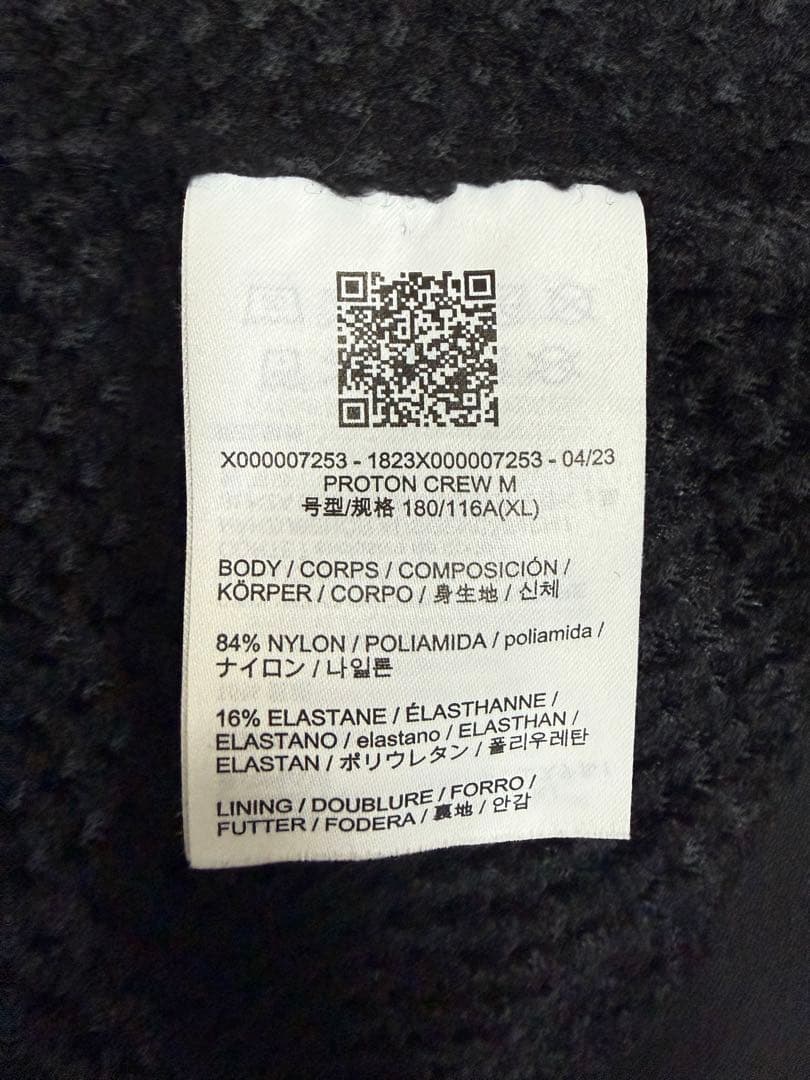 X000007253 - 1823X000007253 - 04/23
PROTON CREW M
号型/规格 180/116A(XL)
BODY / CORPS / COMPOSICIÓN /
KÖRPER / CORPO / 身生地 / 신체
84% NYLON / POLIAMIDA / poliamida /
ナイロン / 나일론
16% ELASTANE / ÉLASTHANNE /
ELASTANO / elastano / ELASTHAN /
ELASTAN / ポリウレタン / 폴리우레탄
LINING / DOUBLURE / FORRO /
FUTTER / FODERA / 裏地 / 안감